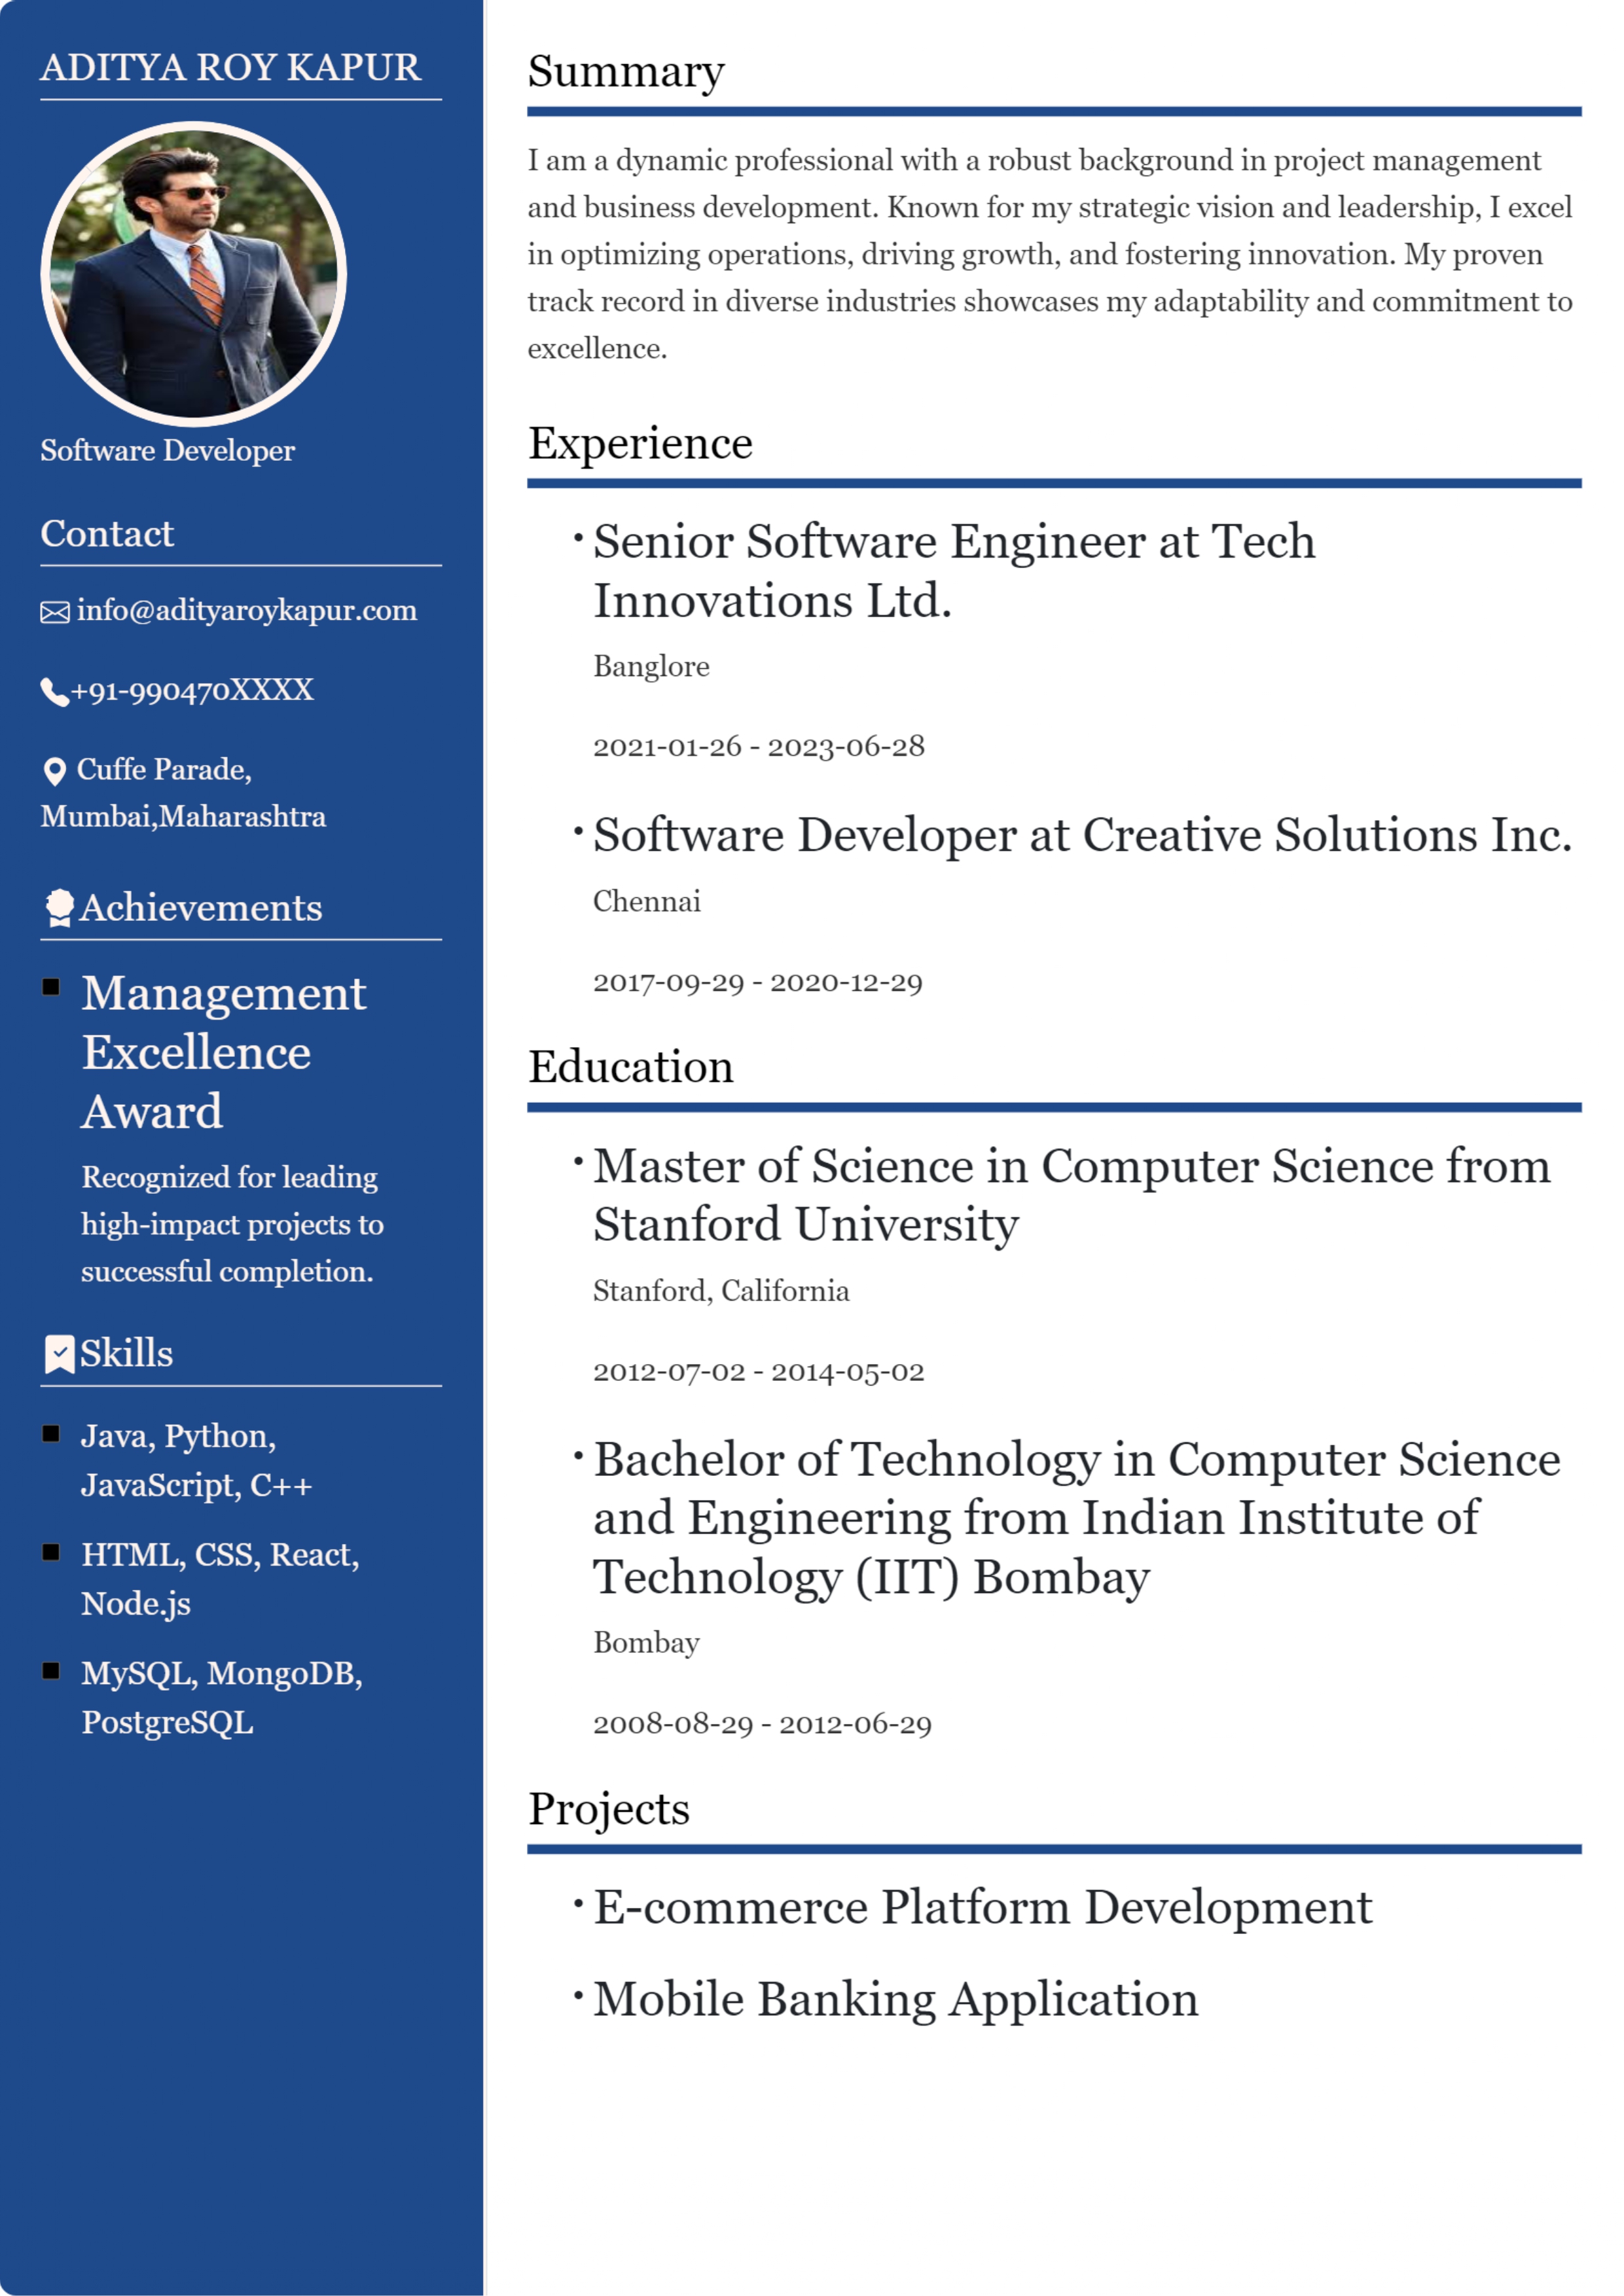 ADITYA ROY KAPUR
Software Developer
Contact
info@adityaroykapur.com
+91-990470XXXX
Cuffe Parade,
Mumbai,Maharashtra
Achievements
Management
Excellence
Award
Recognized for leading
high-impact projects to
successful completion.
Skills
Java, Python,
JavaScript, C++
HTML, CSS, React,
Node.js
MySQL, MongoDB,
PostgreSQL
Summary
I am a dynamic professional with a robust background in project management
and business development. Known for my strategic vision and leadership, I excel
in optimizing operations, driving growth, and fostering innovation. My proven
track record in diverse industries showcases my adaptability and commitment to
excellence.
Experience
• Senior Software Engineer at Tech
Innovations Ltd.
Banglore
2021-01-26 - 2023-06-28
• Software Developer at Creative Solutions Inc.
Chennai
2017-09-29 - 2020-12-29
Education
• Master of Science in Computer Science from
Stanford University
Stanford, California
2012-07-02 - 2014-05-02
• Bachelor of Technology in Computer Science
and Engineering from Indian Institute of
Technology (IIT) Bombay
Bombay
2008-08-29 - 2012-06-29
Projects
• E-commerce Platform Development
• Mobile Banking Application